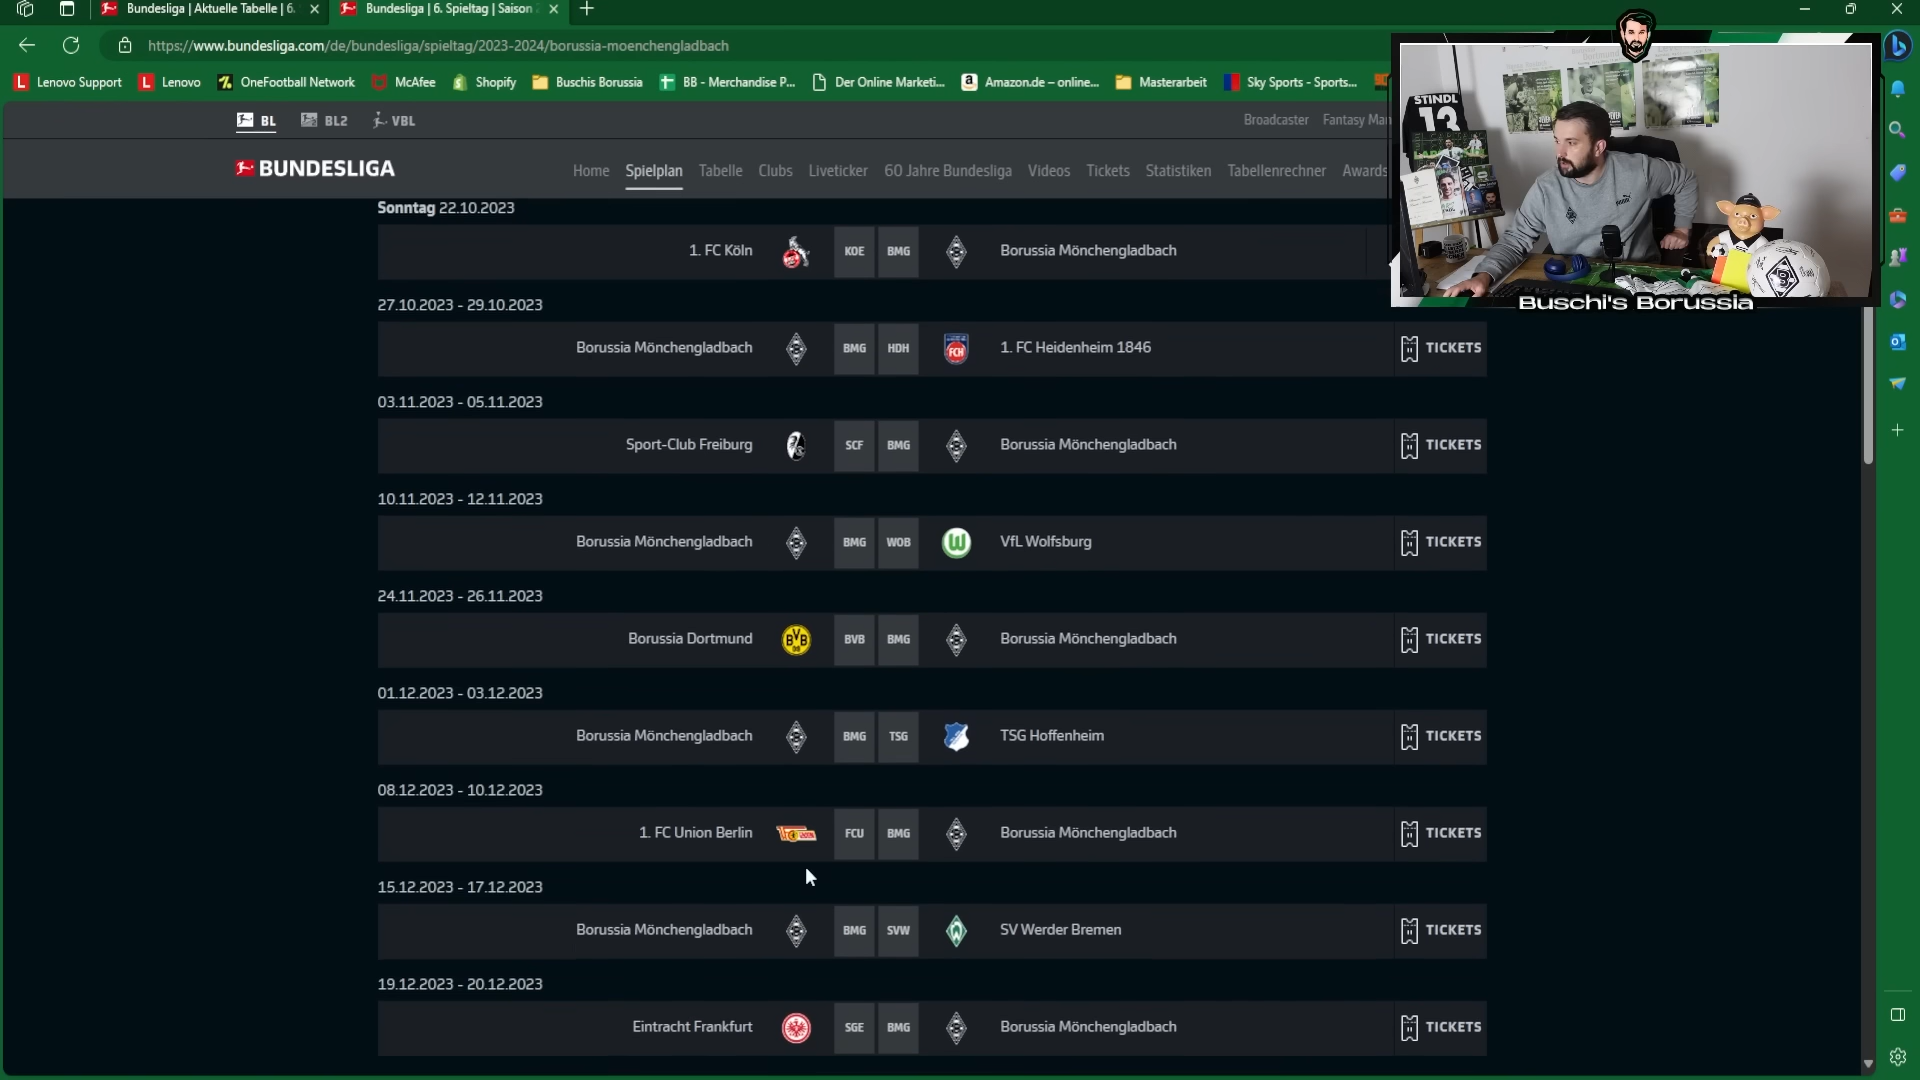 Bundesliga | Aktuelle Tabelle | 6.
Bundesliga | 6. Spieltag | Saison
https://www.bundesliga.com/de/bundesliga/spieltag/2023-2024/borussia-moenchengladbach
Lenovo Support
Lenovo
OneFootball Network
McAfee
Shopify
Buschis Borussia
BB - Merchandise P...
Der Online Marketi...
Amazon.de – online...
Masterarbeit
Sky Sports - Sports...
BL
BL2
VBL
Broadcaster
Fantasy Man
BUNDESLIGA
Home
Spielplan
Tabelle
Clubs
Liveticker
60 Jahre Bundesliga
Videos
Tickets
Statistiken
Tabellenrechner
Awards
STINDL
13
Buschi's Borussia
Sonntag 22.10.2023
1. FC Köln KOE BMG Borussia Mönchengladbach
27.10.2023 - 29.10.2023
Borussia Mönchengladbach BMG HDH FCH 1. FC Heidenheim 1846 TICKETS
03.11.2023 - 05.11.2023
Sport-Club Freiburg SCF BMG Borussia Mönchengladbach TICKETS
10.11.2023 - 12.11.2023
Borussia Mönchengladbach BMG WOB W VfL Wolfsburg TICKETS
24.11.2023 - 26.11.2023
Borussia Dortmund BVB 09 BVB BMG Borussia Mönchengladbach TICKETS
01.12.2023 - 03.12.2023
Borussia Mönchengladbach BMG TSG TSG Hoffenheim TICKETS
08.12.2023 - 10.12.2023
1. FC Union Berlin FCU BMG Borussia Mönchengladbach TICKETS
15.12.2023 - 17.12.2023
Borussia Mönchengladbach BMG SVW W SV Werder Bremen TICKETS
19.12.2023 - 20.12.2023
Eintracht Frankfurt SGE BMG Borussia Mönchengladbach TICKETS